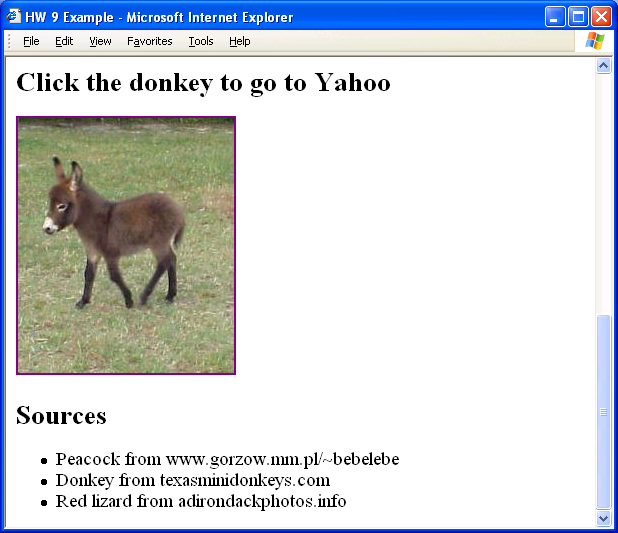 HW 9 Example - Microsoft Internet Explorer
File Edit View Favorites Tools Help
Click the donkey to go to Yahoo
Sources
Peacock from www.gorzow.mm.pl/~bebelebe
Donkey from texasminidonkeys.com
Red lizard from adirondackphotos.info